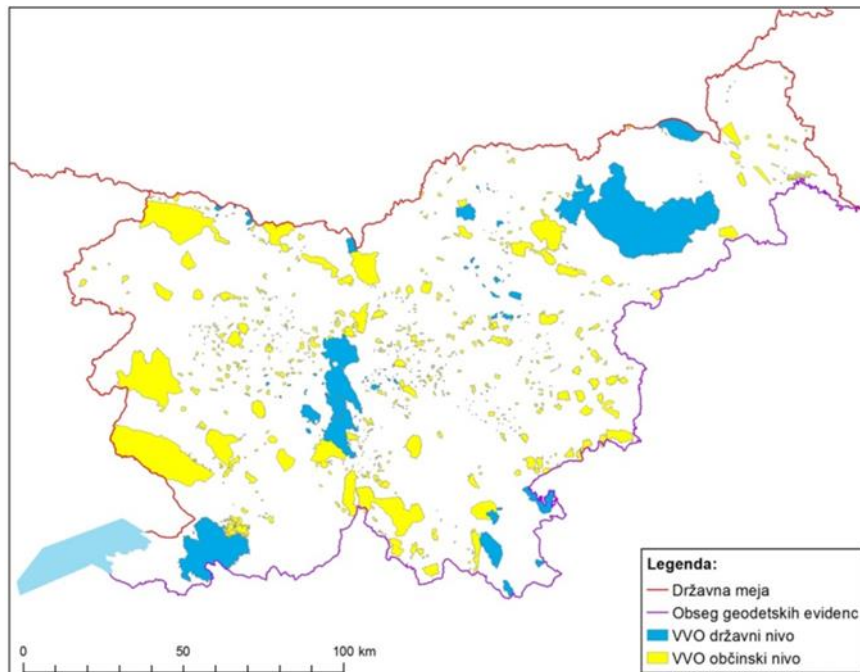 Legenda:
Državna meja
Obseg geodetskih evidenc
VVO državni nivo
VVO občinski nivo
0 50 100 km